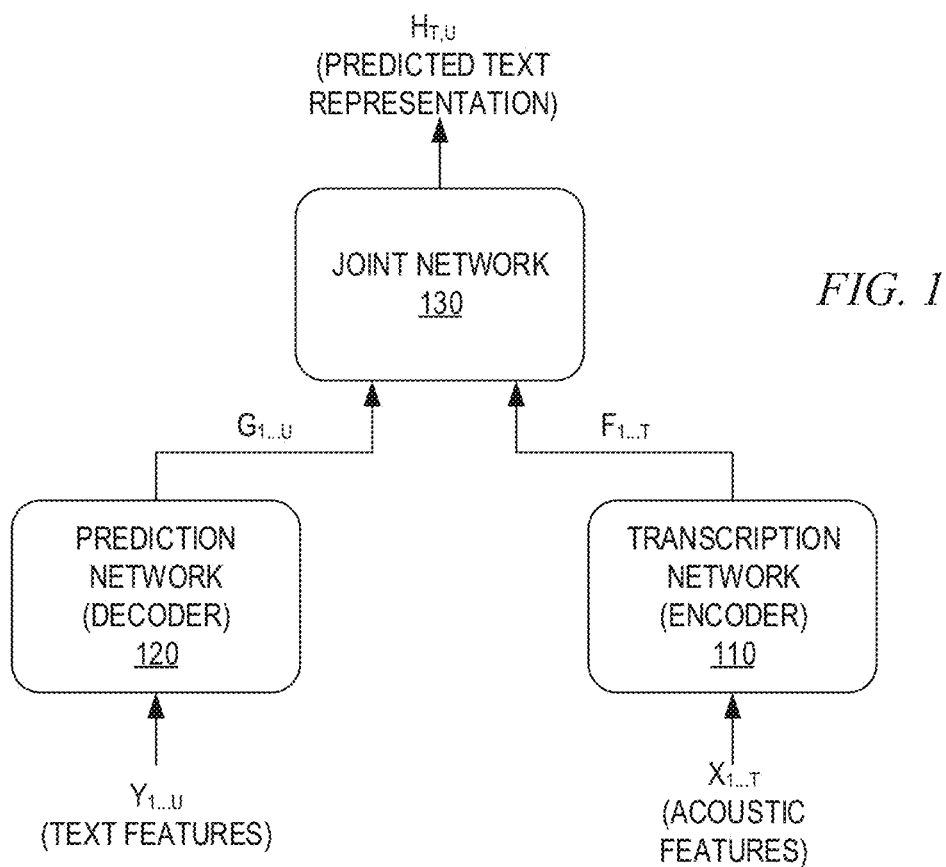 H_T,U
(PREDICTED TEXT
REPRESENTATION)
JOINT NETWORK
130
FIG. 1
G_1...U
F_1...T
PREDICTION
NETWORK
(DECODER)
120
TRANSCRIPTION
NETWORK
(ENCODER)
110
Y_1...U
(TEXT FEATURES)
X_1...T
(ACOUSTIC
FEATURES)